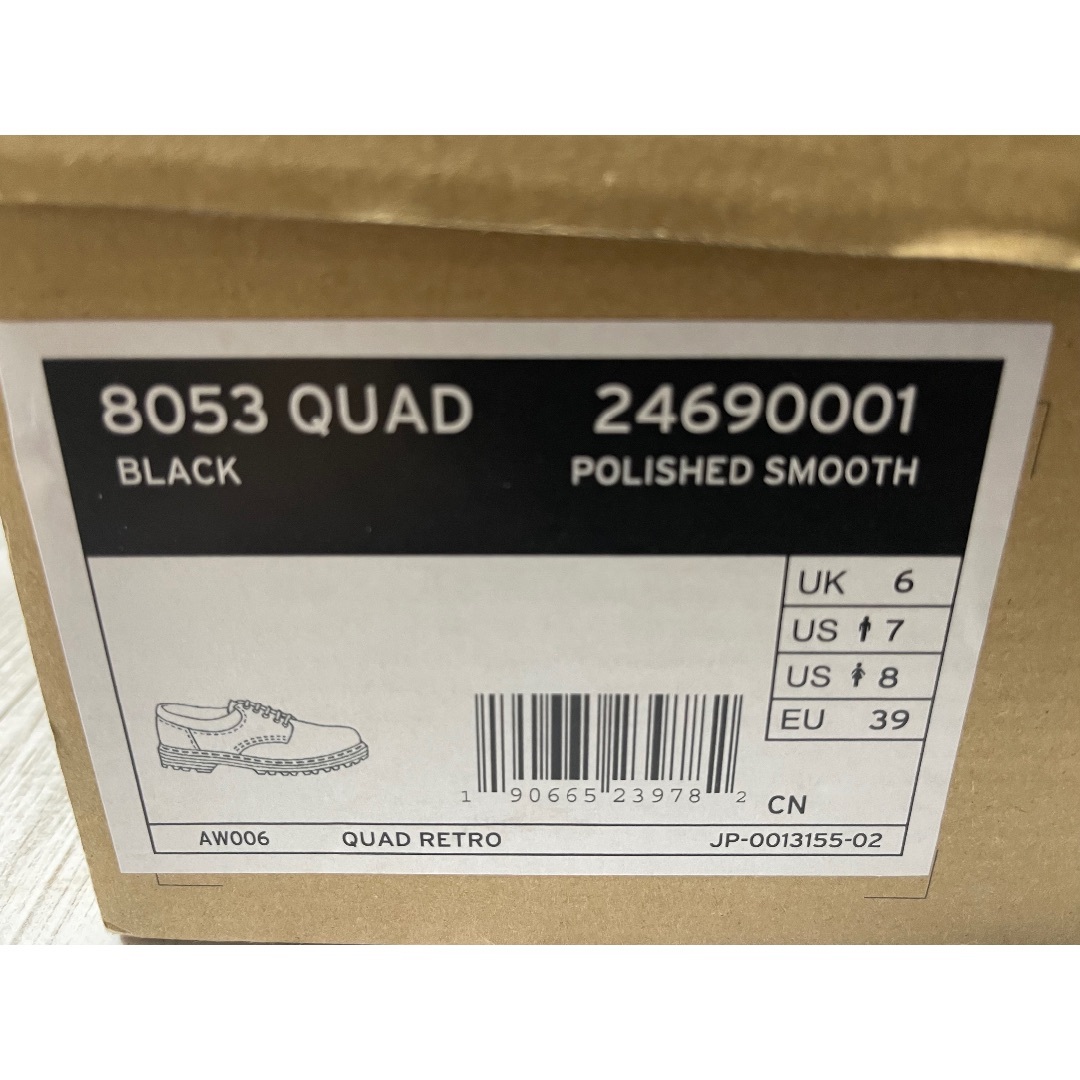 8053 QUAD 24690001
BLACK POLISHED SMOOTH
UK 6
US 7
US 8
EU 39
1 90665 23978 2 CN
AW006 QUAD RETRO JP-0013155-02